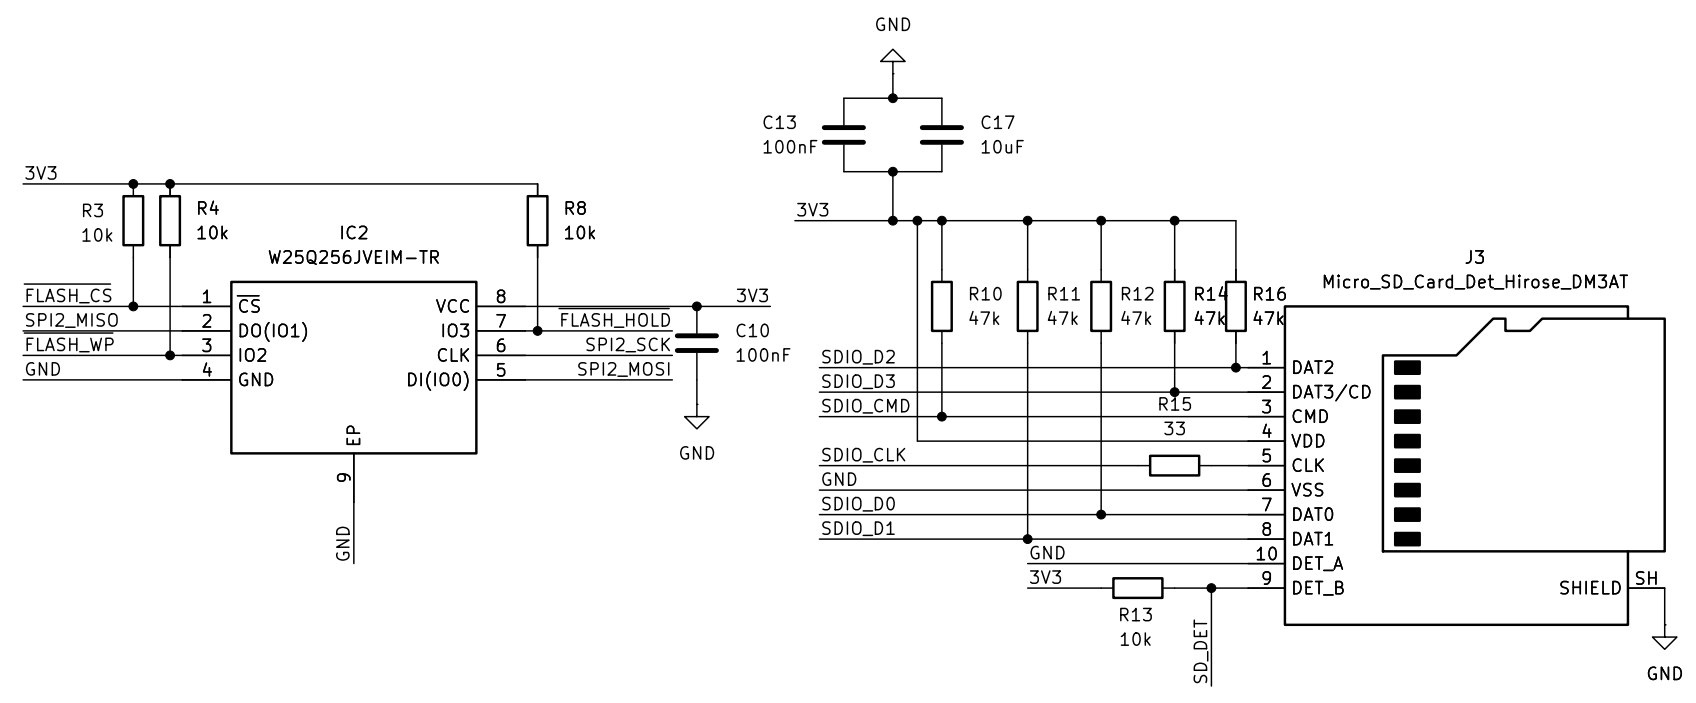 GND
C13
100nF
C17
10uF
3V3
R3
10k
R4
10k
R8
10k
IC2
W25Q256JVEIM-TR
FLASH_CS
SPI2_MISO
FLASH_WP
GND
1
2
3
4
CS
DO(IO1)
IO2
GND
VCC
IO3
CLK
DI(IO0)
EP
8
7
6
5
9
GND
3V3
FLASH_HOLD
SPI2_SCK
SPI2_MOSI
C10
100nF
GND
3V3
R10
47k
R11
47k
R12
47k
R14
47k
R16
47k
J3
Micro_SD_Card_Det_Hirose_DM3AT
SDIO_D2
SDIO_D3
SDIO_CMD
R15
33
SDIO_CLK
GND
SDIO_D0
SDIO_D1
GND
3V3
R13
10k
SD_DET
1
2
3
4
5
6
7
8
10
9
DAT2
DAT3/CD
CMD
VDD
CLK
VSS
DAT0
DAT1
DET_A
DET_B
SHIELD
SH
GND